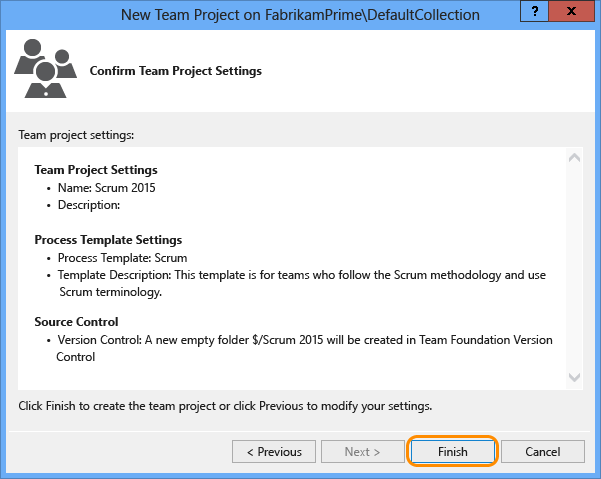 New Team Project on FabrikamPrime\DefaultCollection
?
x
Confirm Team Project Settings
Team project settings:
Team Project Settings
• Name: Scrum 2015
• Description:
Process Template Settings
• Process Template: Scrum
• Template Description: This template is for teams who follow the Scrum methodology and use
Scrum terminology.
Source Control
• Version Control: A new empty folder $/Scrum 2015 will be created in Team Foundation Version
Control
Click Finish to create the team project or click Previous to modify your settings.
< Previous
Next >
Finish
Cancel